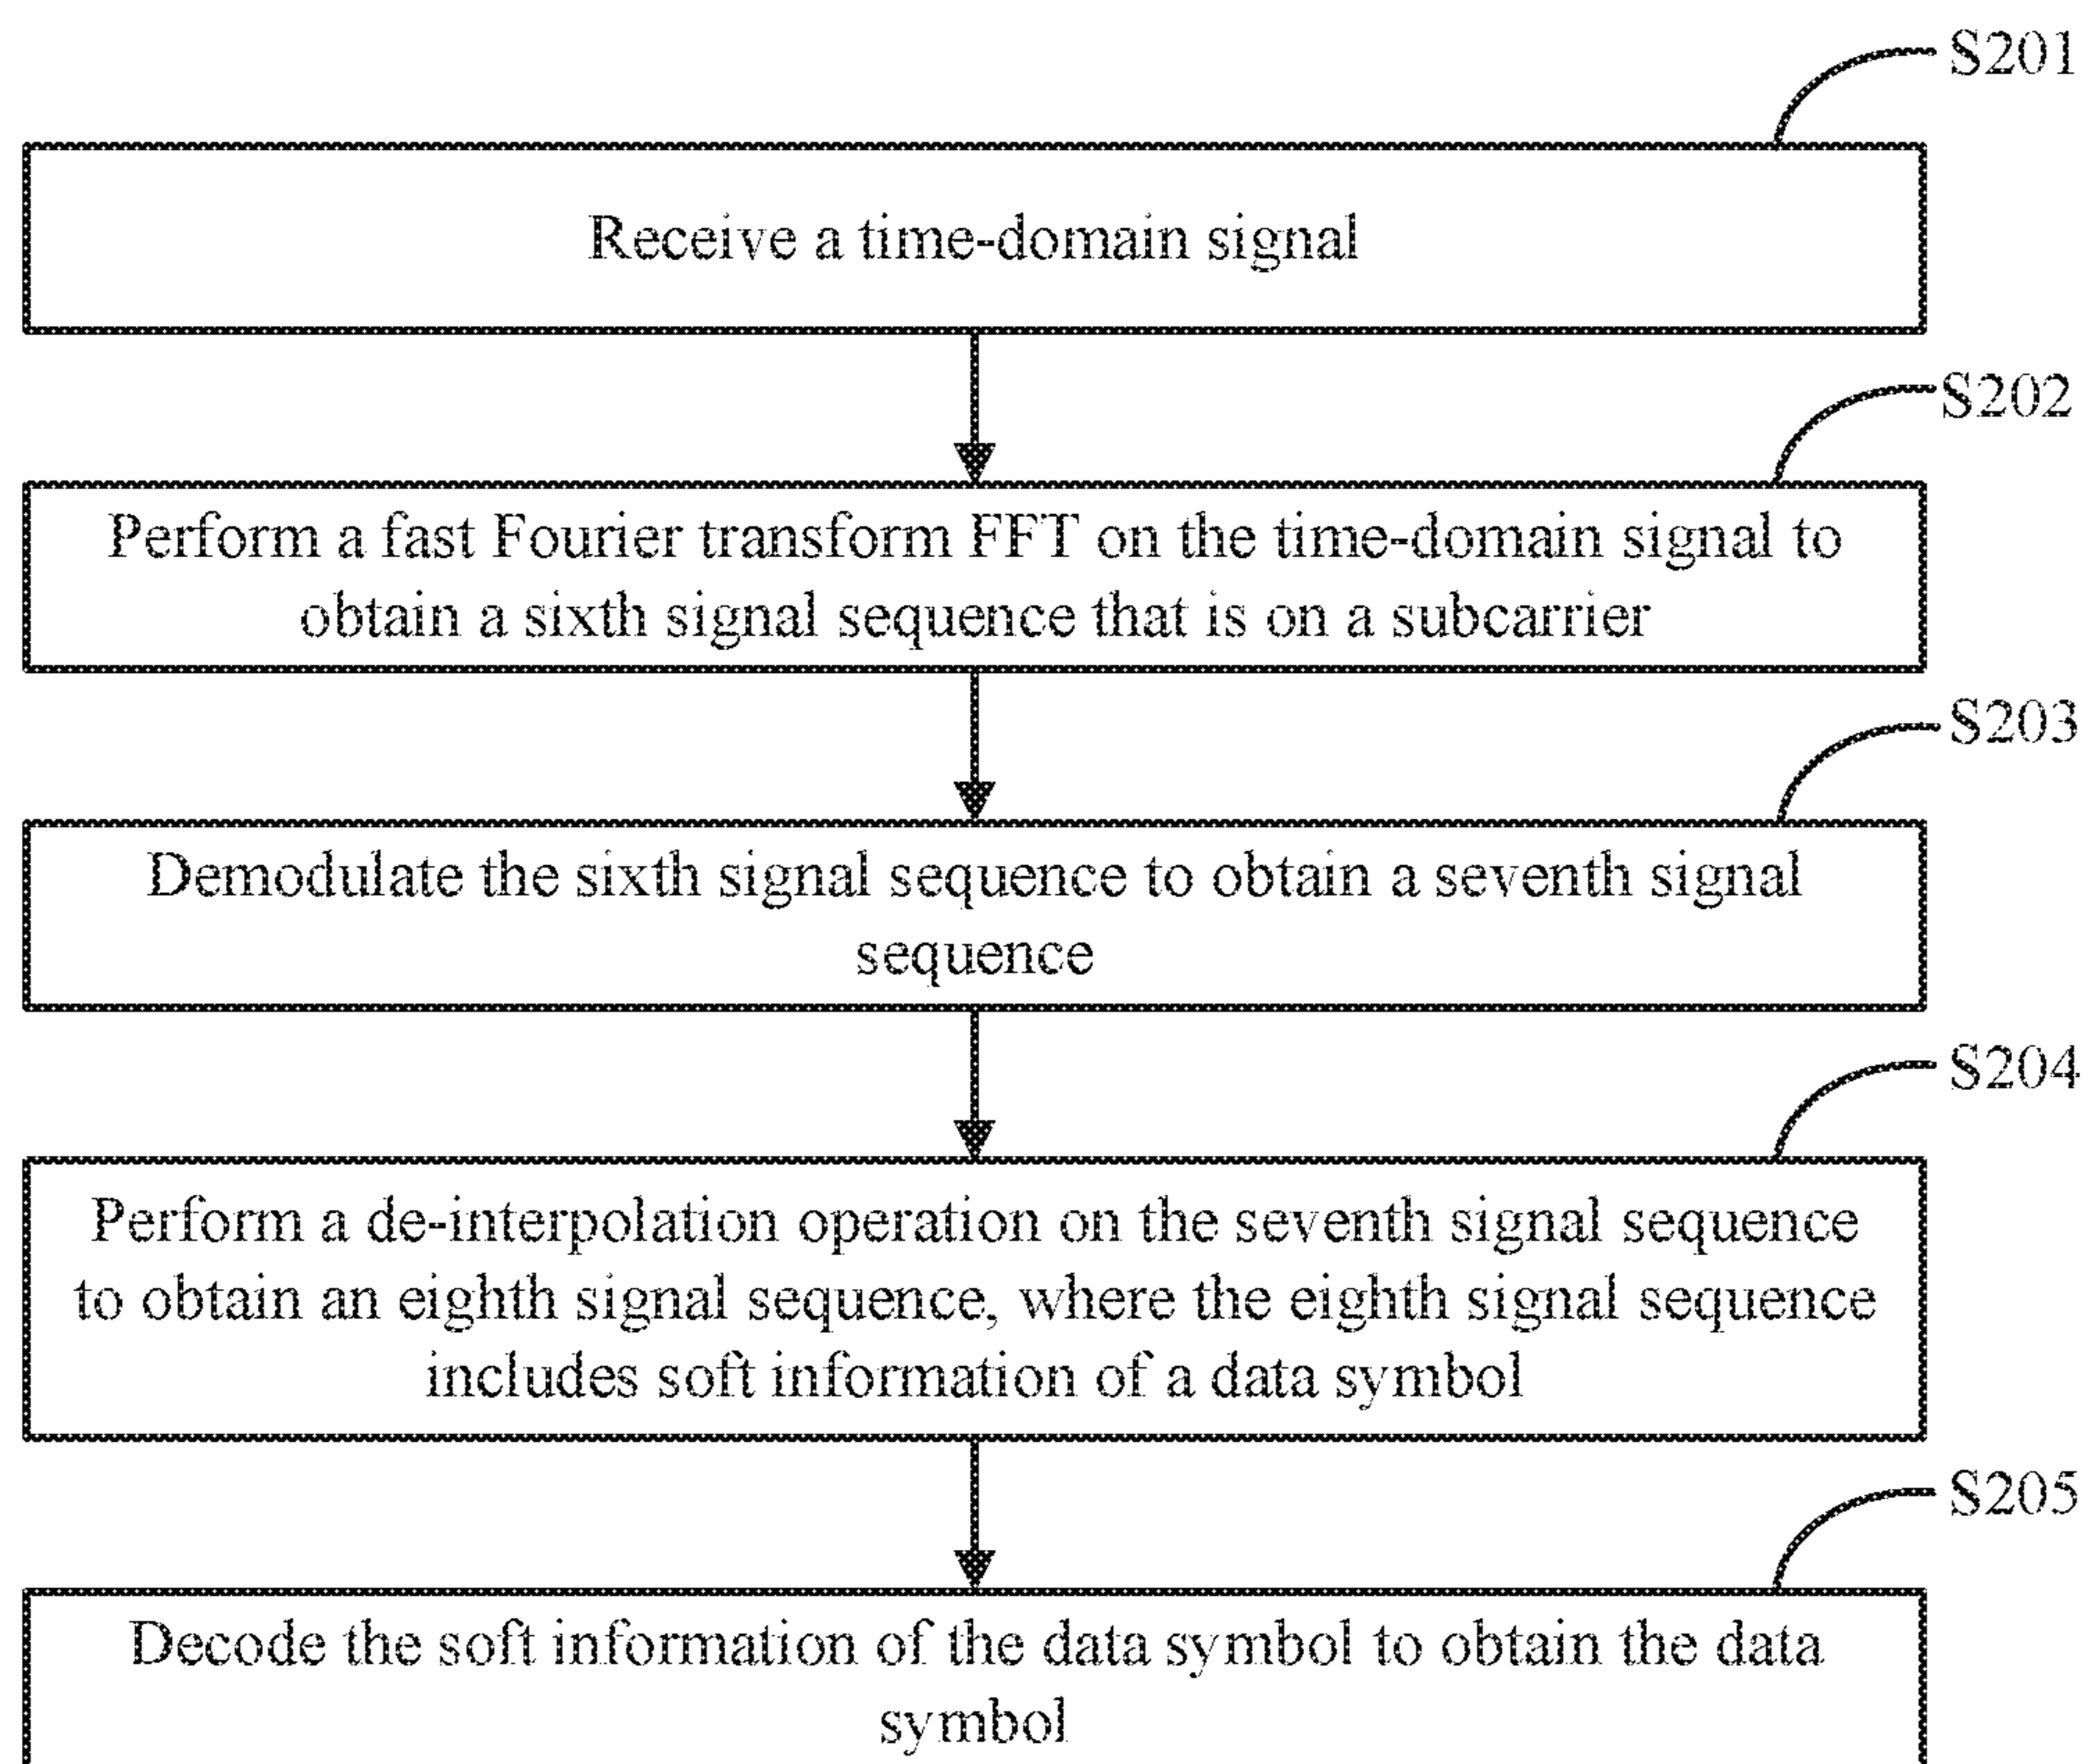 S201
Receive a time-domain signal
S202
Perform a fast Fourier transform FFT on the time-domain signal to
obtain a sixth signal sequence that is on a subcarrier
S203
Demodulate the sixth signal sequence to obtain a seventh signal
sequence
S204
Perform a de-interpolation operation on the seventh signal sequence
to obtain an eighth signal sequence, where the eighth signal sequence
includes soft information of a data symbol
S205
Decode the soft information of the data symbol to obtain the data
symbol